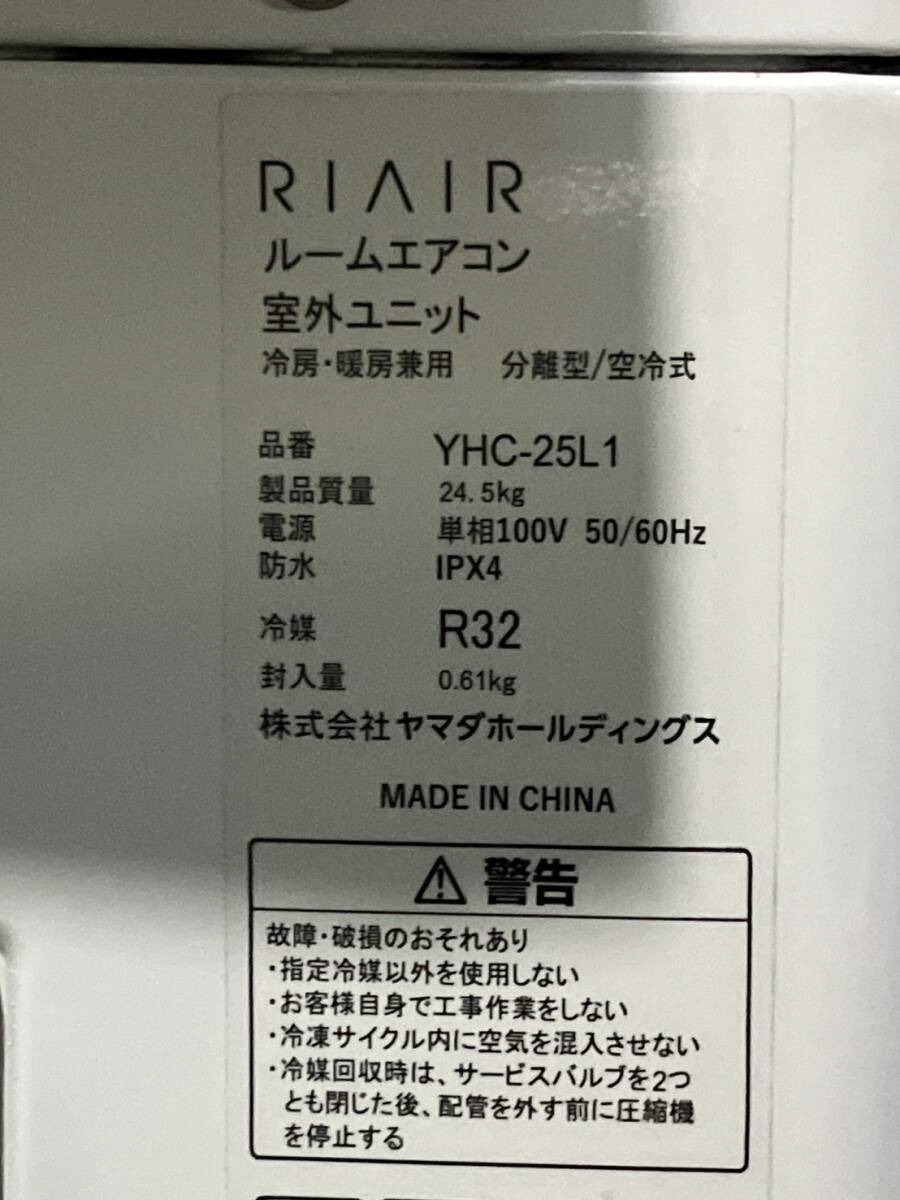 RIAIR
ルームエアコン
室外ユニット
冷房・暖房兼用 分離型/空冷式
品番 YHC-25L1
製品質量 24.5kg
電源 単相100V 50/60Hz
防水 IPX4
冷媒 R32
封入量 0.61kg
株式会社ヤマダホールディングス
MADE IN CHINA
⚠ 警告
故障・破損のおそれあり
・指定冷媒以外を使用しない
・お客様自身で工事作業をしない
・冷凍サイクル内に空気を混入させない
・冷媒回収時は、サービスバルブを2つ
とも閉じた後、配管を外す前に圧縮機
を停止する